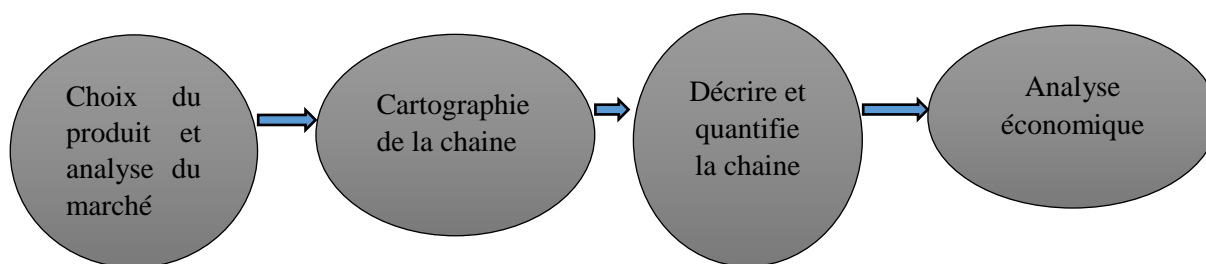 Choix du
produit et
analyse du
marché
Cartographie
de la chaine
Décrire et
quantifie
la chaine
Analyse
économique